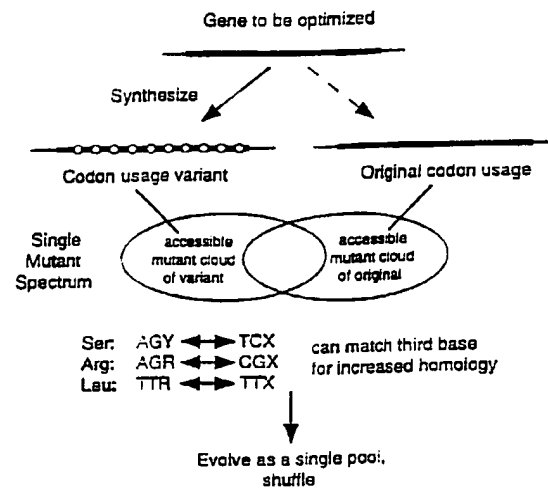 Gene to be optimized
Synthesize
Codon usage variant
Original codon usage
Single
Mutant
Spectrum
accessible
mutant cloud
of variant
accessible
mutant cloud
of original
Ser: AGY TCX
Arg: AGR CGX
Leu: TTR TTX
can match third base
for increased homology
Evolve as a single pool,
shuffle